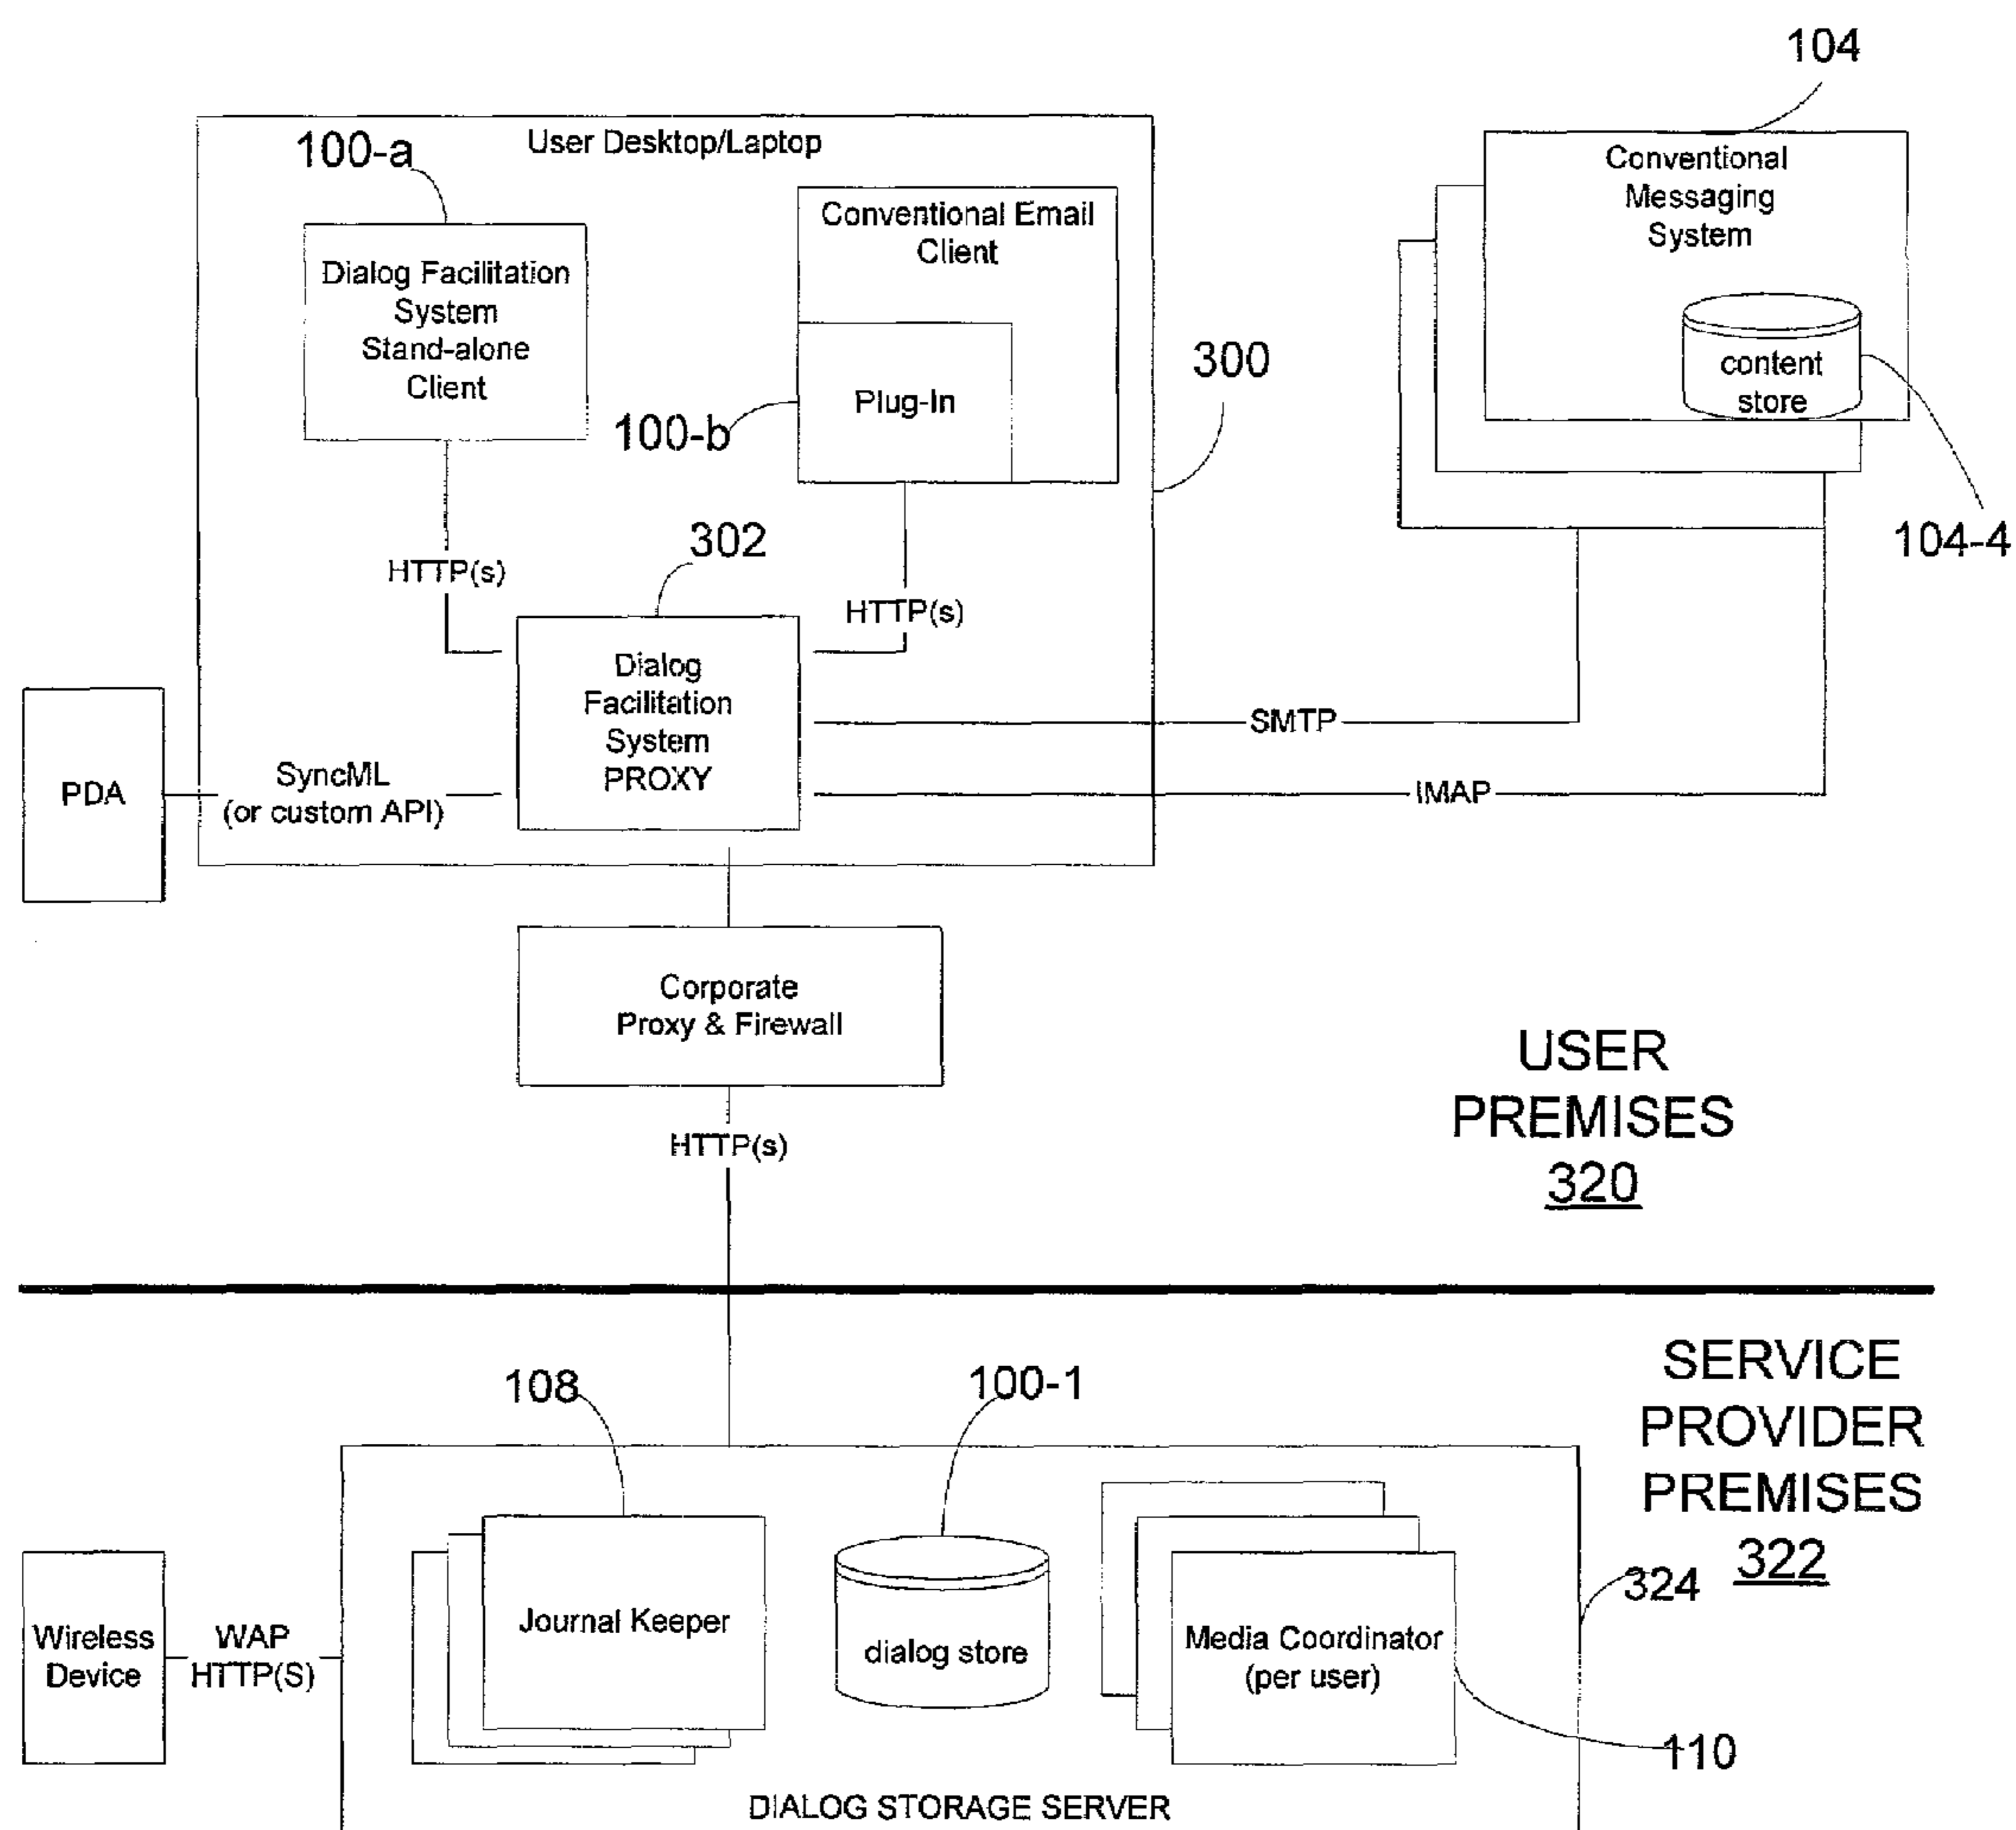 104
User Desktop/Laptop
100-a
Conventional
Messaging
System
Conventional Email
Client
Dialog Facilitation
System
Stand-alone
Client
300
content
store
Plug-In
100-b
302
104-4
HTTP(s)
HTTP(s)
Dialog
Facilitation
System
PROXY
SMTP
PDA
SyncML
(or custom API)
IMAP
Corporate
Proxy & Firewall
USER
PREMISES
320
HTTP(s)
SERVICE
PROVIDER
PREMISES
322
108
100-1
324
Journal Keeper
dialog store
Media Coordinator
(per user)
Wireless
Device
WAP
HTTP(S)
110
DIALOG STORAGE SERVER